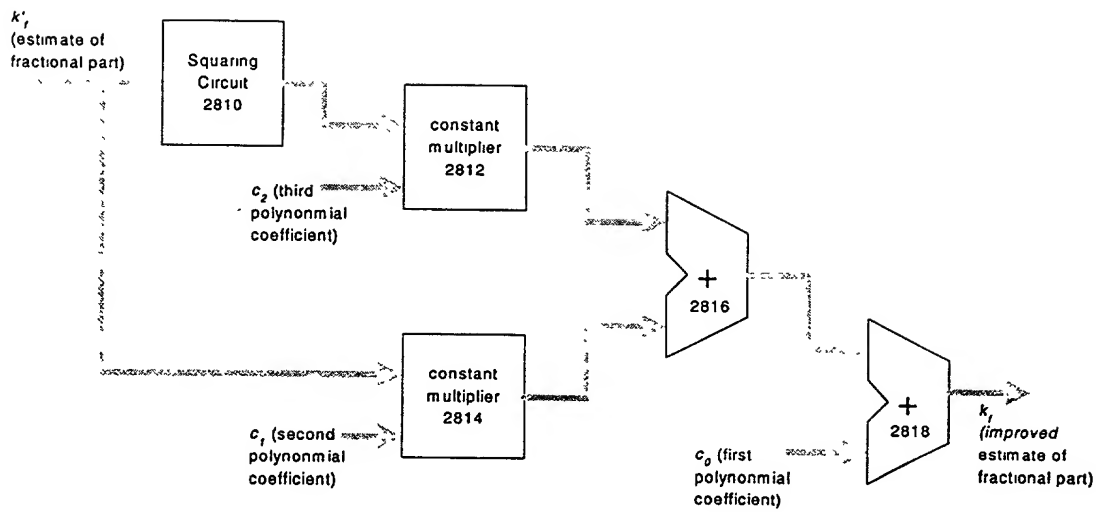 k'f
(estimate of
fractional part)
Squaring
Circuit
2810
constant
multiplier
2812
c2 (third
polynonmial
coefficient)
+
2816
constant
multiplier
2814
c1 (second
polynonmial
coefficient)
+
2818
c0 (first
polynonmial
coefficient)
kf
(improved
estimate of
fractional part)